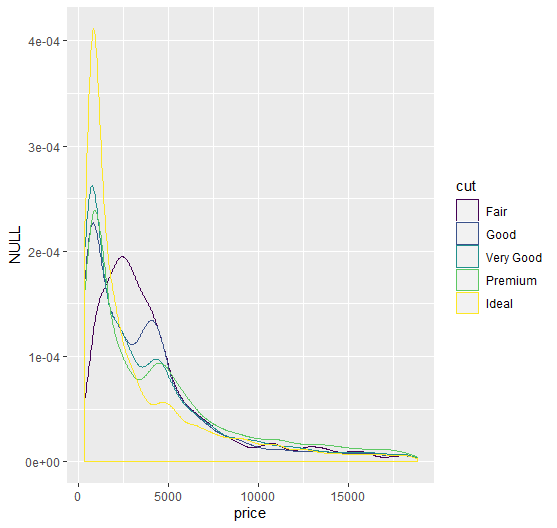 4e-04
3e-04
2e-04
1e-04
0e+00
NULL
0
5000
10000
15000
price
cut
Fair
Good
Very Good
Premium
Ideal